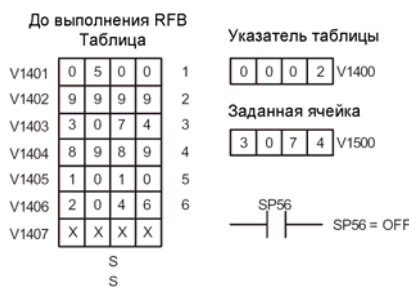 До выполнения RFB
Таблица
V1401 0 5 0 0 1
V1402 9 9 9 9 2
V1403 3 0 7 4 3
V1404 8 9 8 9 4
V1405 1 0 1 0 5
V1406 2 0 4 6 6
V1407 X X X X
S
S
Указатель таблицы
0 0 0 2 V1400
Заданная ячейка
3 0 7 4 V1500
SP56
SP56 = OFF